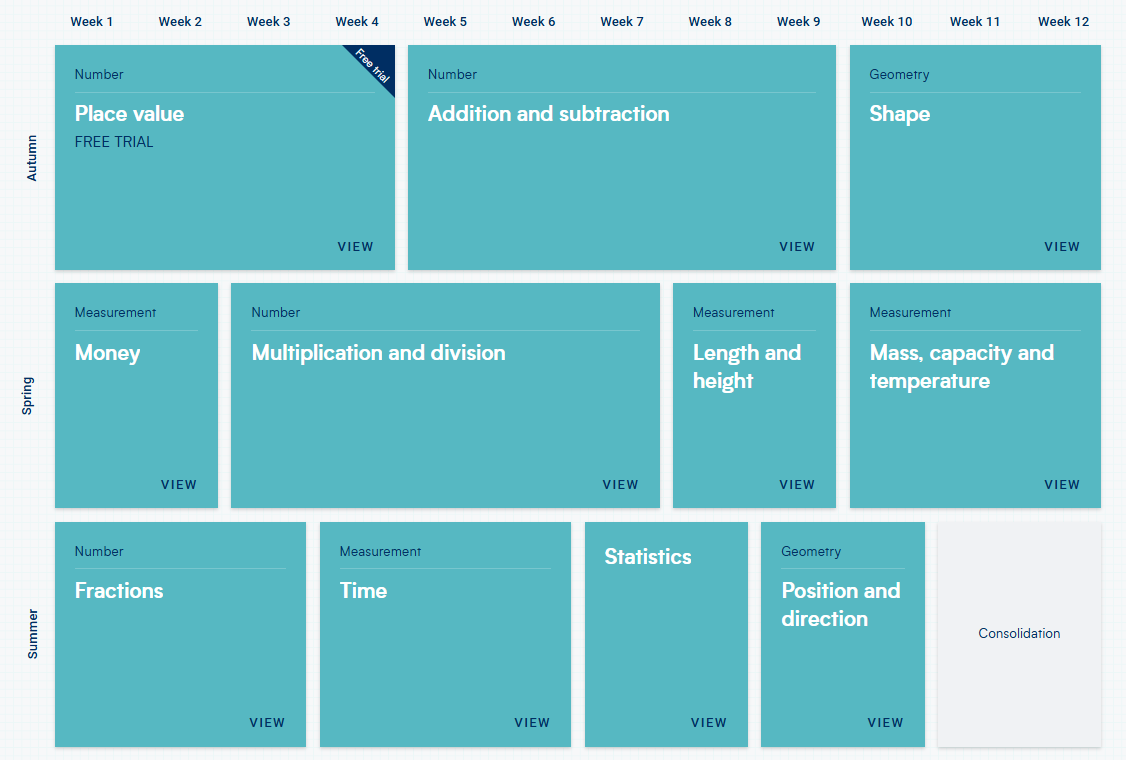 Week 1 Week 2 Week 3 Week 4 Week 5 Week 6 Week 7 Week 8 Week 9 Week 10 Week 11 Week 12
Autumn
Number
Free trial
Place value
FREE TRIAL
VIEW
Number
Addition and subtraction
VIEW
Geometry
Shape
VIEW
Spring
Measurement
Money
VIEW
Number
Multiplication and division
VIEW
Measurement
Length and
height
VIEW
Measurement
Mass, capacity and
temperature
VIEW
Summer
Number
Fractions
VIEW
Measurement
Time
VIEW
Statistics
VIEW
Geometry
Position and
direction
VIEW
Consolidation